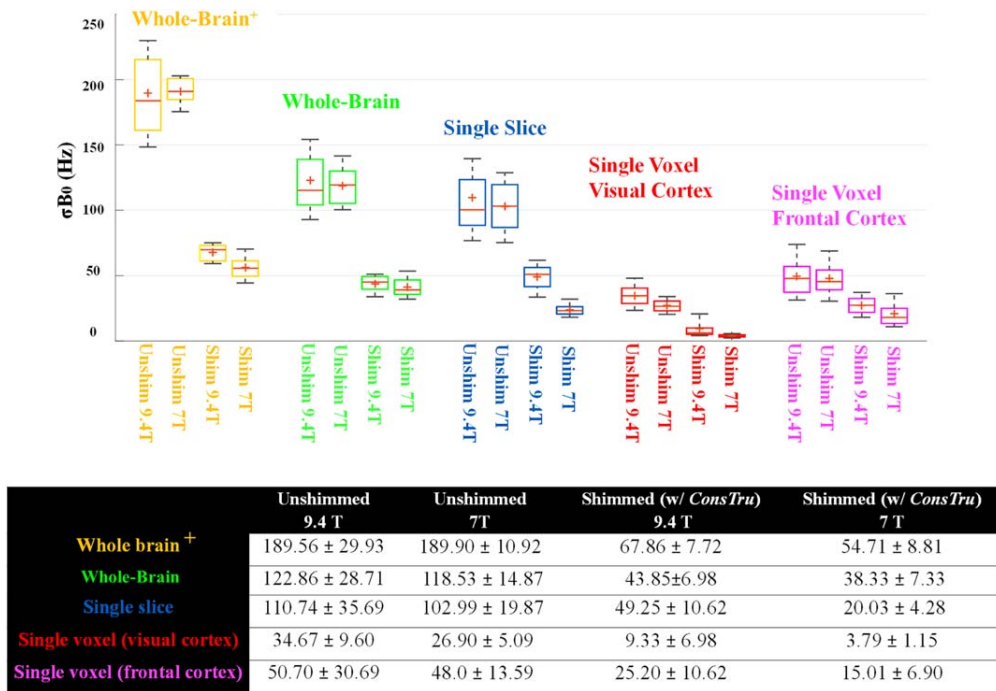 Whole-Brain+
Whole-Brain
Single Slice
Single Voxel
Visual Cortex
Single Voxel
Frontal Cortex
σBo (Hz)
250
200
150
100
50
0
Unshim 9.4T
Unshim 7T
Shim 9.4T
Shim 7T
Unshim 9.4T
Unshim 7T
Shim 9.4T
Shim 7T
Unshim 9.4T
Unshim 7T
Shim 9.4T
Shim 7T
Unshim 9.4T
Unshim 7T
Shim 9.4T
Shim 7T
Unshim 9.4T
Unshim 7T
Shim 9.4T
Shim 7T
Unshimmed Unshimmed Shimmed (w/ ConsTru) Shimmed (w/ ConsTru)
9.4 T 7T 9.4 T 7 T
Whole brain + 189.56 ± 29.93 189.90 ± 10.92 67.86 ± 7.72 54.71 ± 8.81
Whole-Brain 122.86 ± 28.71 118.53 ± 14.87 43.85±6.98 38.33 ± 7.33
Single slice 110.74 ± 35.69 102.99 ± 19.87 49.25 ± 10.62 20.03 ± 4.28
Single voxel (visual cortex) 34.67 ± 9.60 26.90 ± 5.09 9.33 ± 6.98 3.79 ± 1.15
Single voxel (frontal cortex) 50.70 ± 30.69 48.0 ± 13.59 25.20 ± 10.62 15.01 ± 6.90